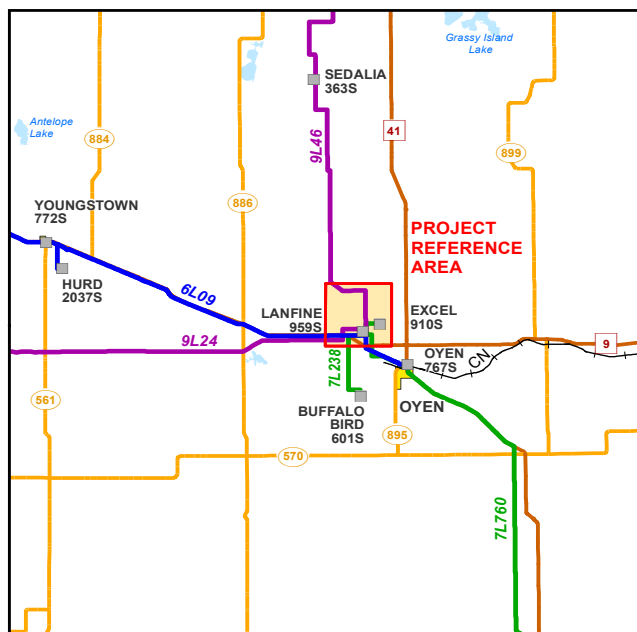 Grassy Island
Lake
SEDALIA
363S
9L46
41
Antelope
Lake
884
899
YOUNGSTOWN
772S
886
PROJECT
REFERENCE
AREA
HURD
2037S
6L09
LANFINE
959S
EXCEL
910S
9L24
9
OYEN
767S
CN
7L238
561
BUFFALO
BIRD
601S
OYEN
895
570
7L760